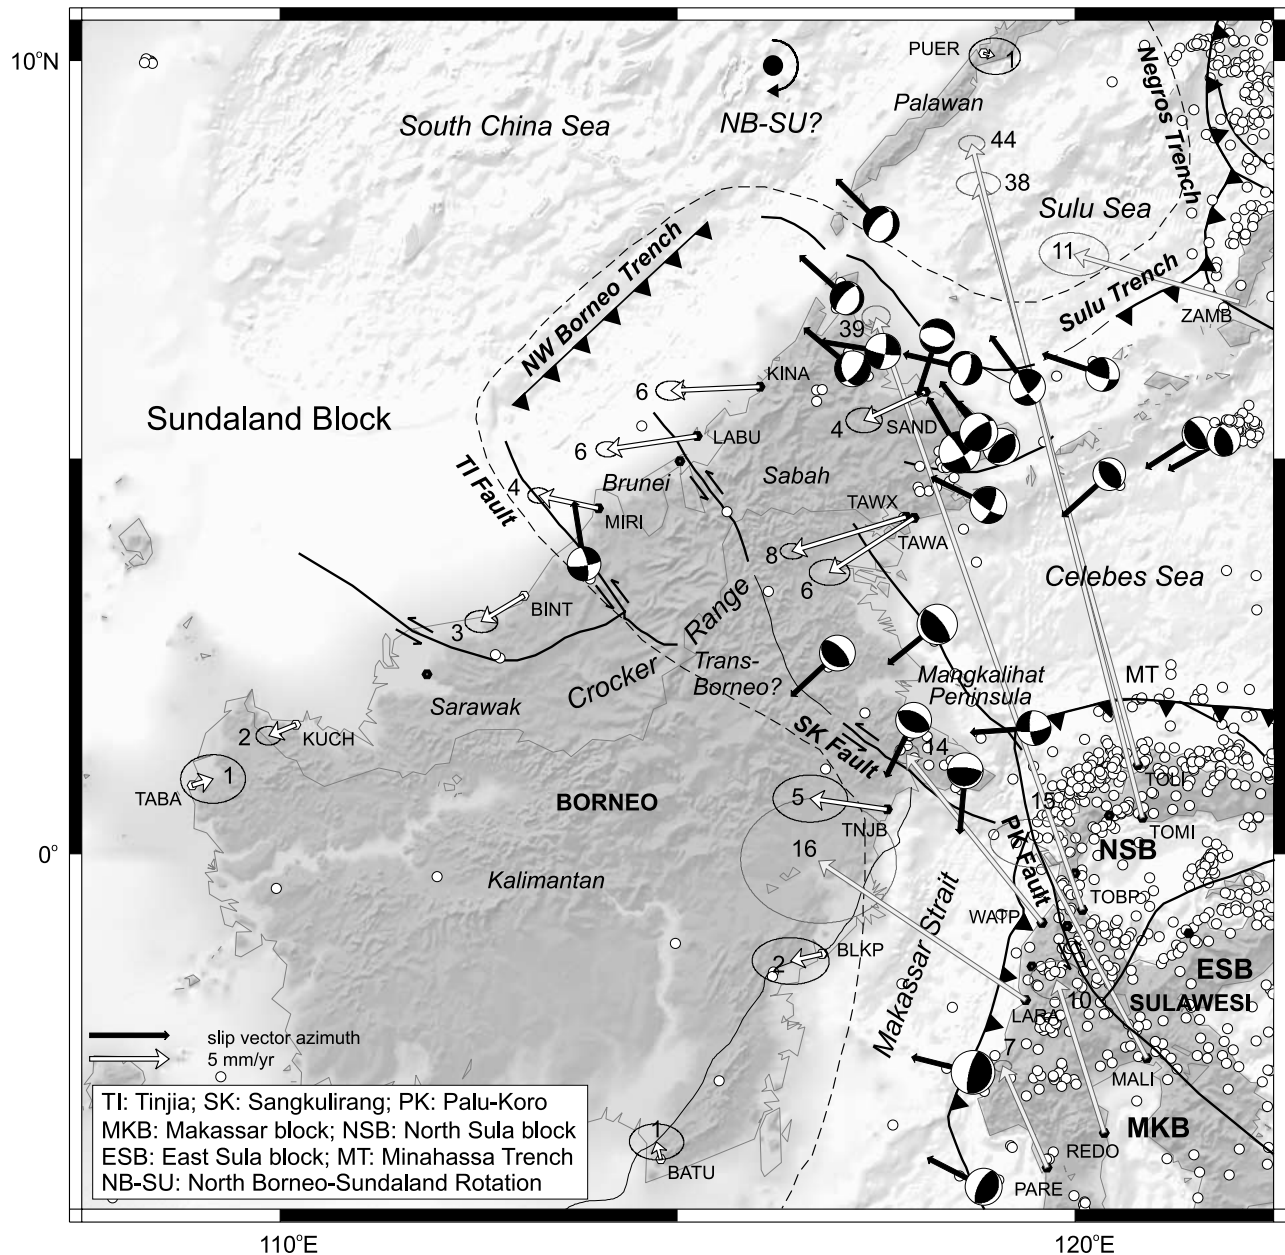 10°N
PUER
1
Palawan
South China Sea
NB-SU?
Negros Trench
44
38
Sulu Sea
11
Sulu Trench
ZAMB
NW Borneo Trench
39
KINA
6
SAND
4
Sundaland Block
LABU
6
TI Fault
Brunei
Sabah
4
MIRI
TAWX
TAWA
8
6
Celebes Sea
BINT
3
Crocker Range
Trans-
Borneo?
Mangkalihat
Peninsula
MT
Sarawak
SK Fault
14
2
KUCH
1
TABA
BORNEO
5
TNJB
15
TOLI
TOMI
0°
16
PK Fault
NSB
Kalimantan
WATP
TOBP
Makassar Strait
2
BLKP
ESB
SULAWESI
10
LARA
7
MALI
slip vector azimuth
5 mm/yr
TI: Tinjia; SK: Sangkulirang; PK: Palu-Koro
MKB: Makassar block; NSB: North Sula block
ESB: East Sula block; MT: Minahassa Trench
NB-SU: North Borneo-Sundaland Rotation
1
BATU
MKB
REDO
PARE
110°E
120°E